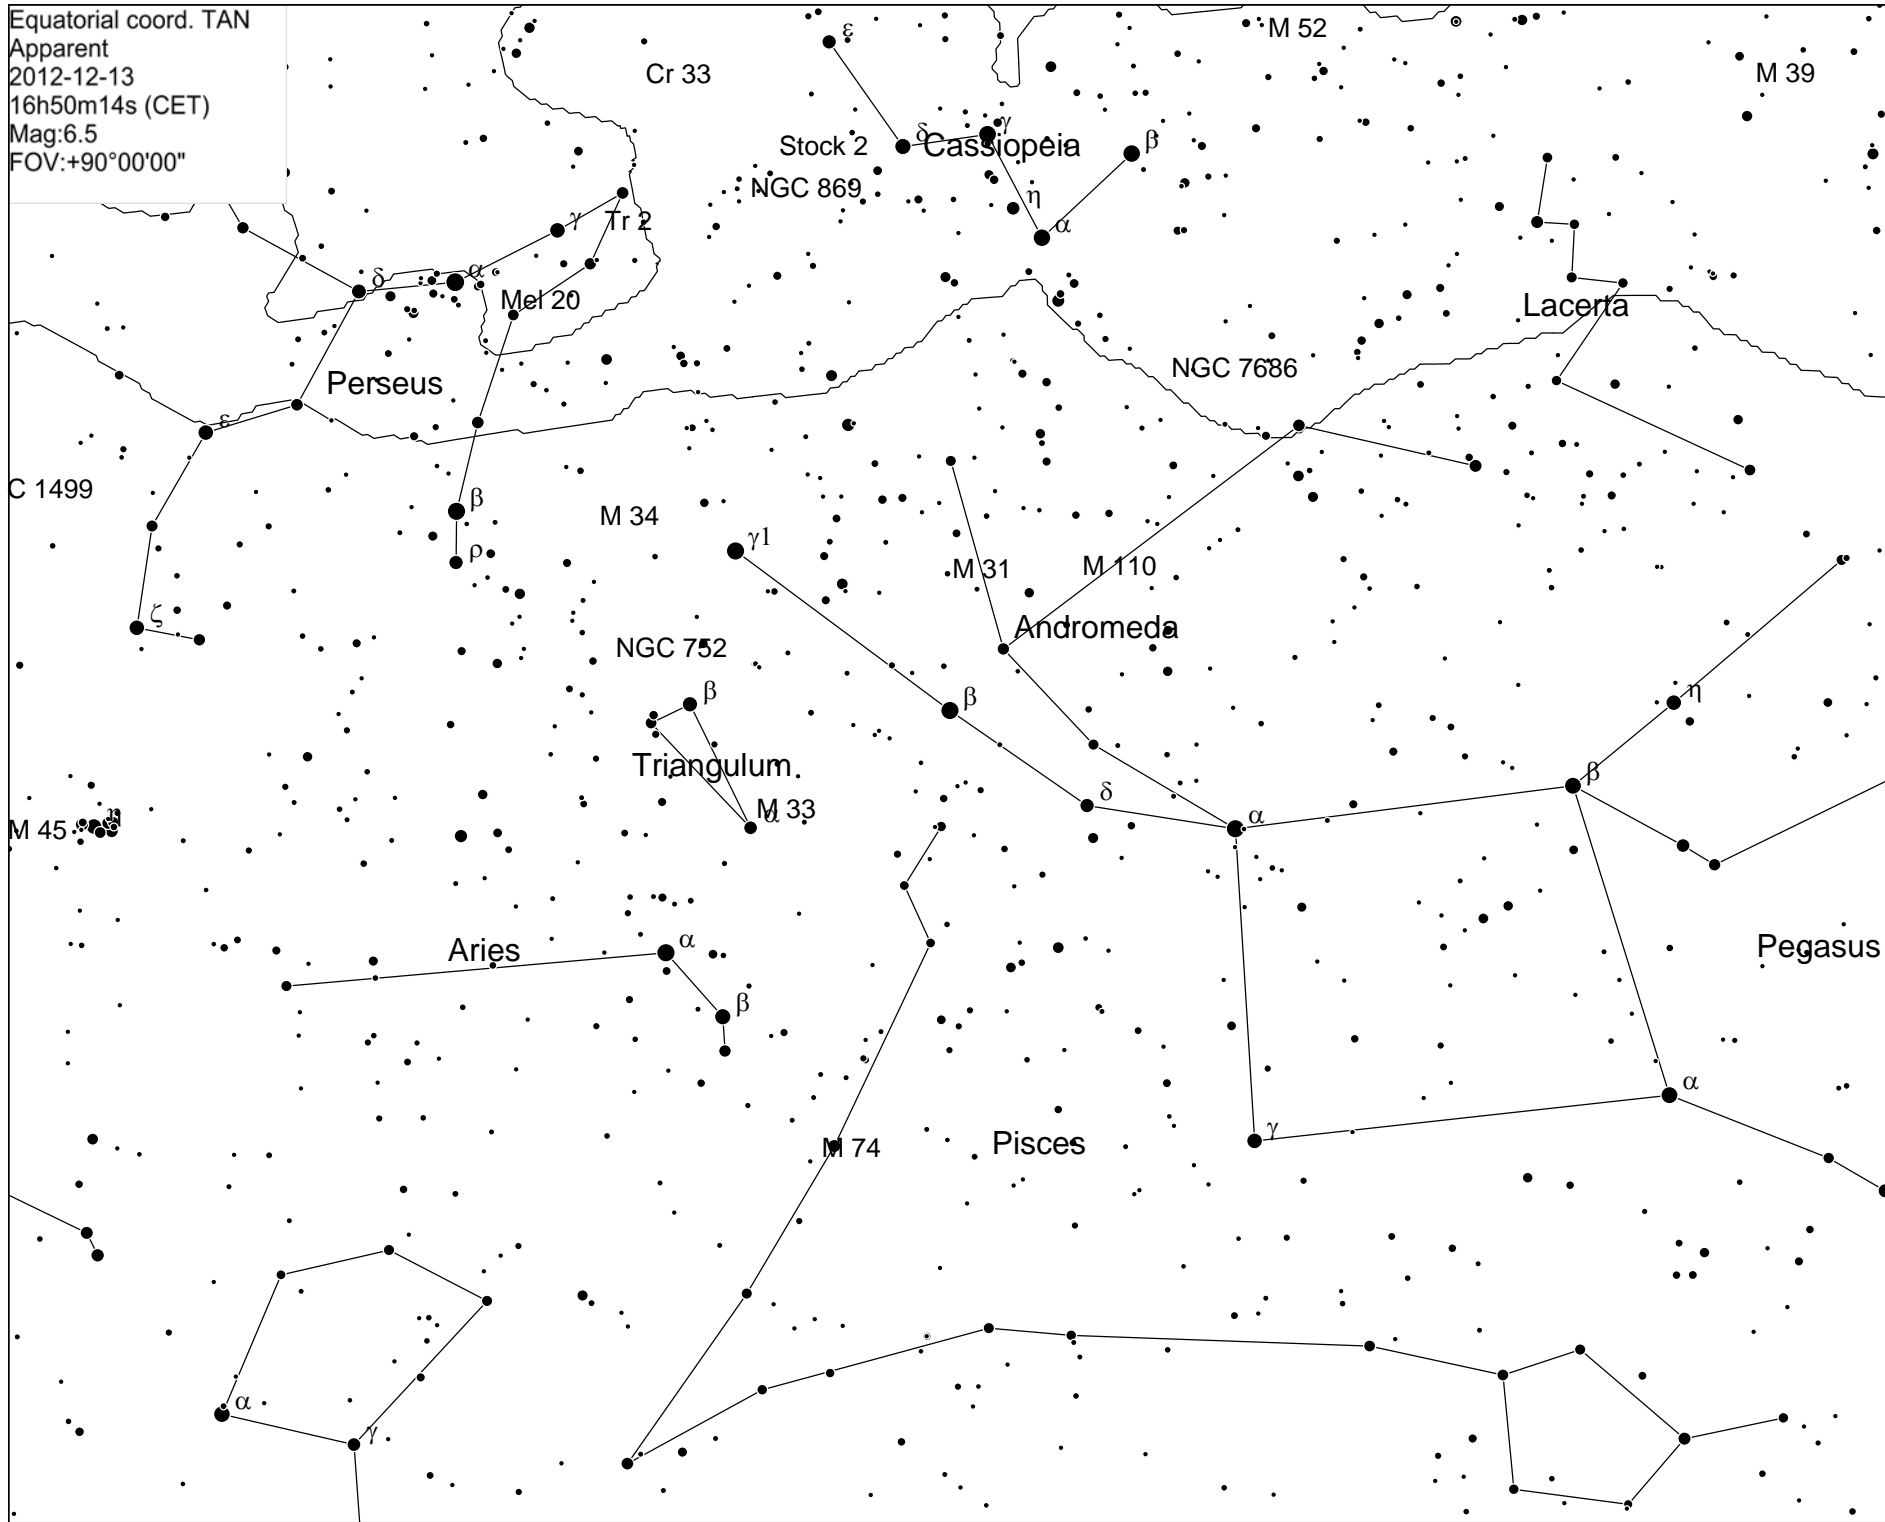 Equatorial coord. TAN
Apparent
2012-12-13
16h50m14s (CET)
Mag:6.5
FOV:+90°00'00"
M 52
ε
Cr 33
M 39
γ
δ
Cassiopeia
β
Stock 2
NGC 869
η
γ
Tr 2
α
δ
α
Mel 20
Lacerta
NGC 7686
Perseus
ε
C 1499
β
M 34
γ1
ρ
M 31
M 110
ζ
Andromeda
NGC 752
β
β
η
Triangulum
β
δ
M 33
α
α
η
M 45
Aries
α
Pegasus
β
α
γ
M 74
Pisces
α
γ